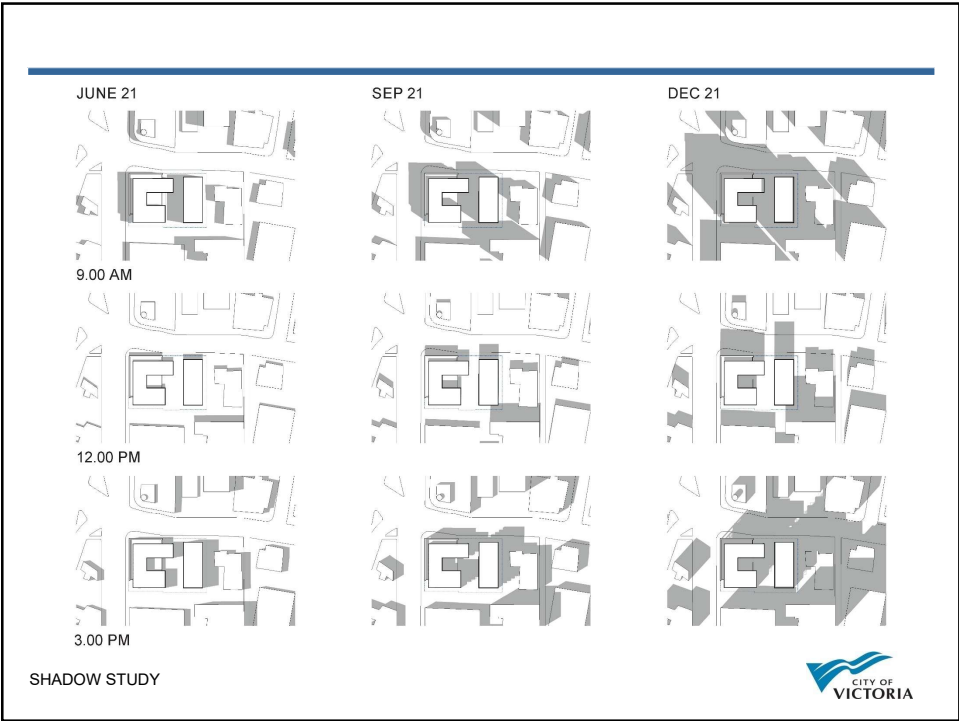 JUNE 21
SEP 21
DEC 21
9.00 AM
12.00 PM
3.00 PM
SHADOW STUDY
CITY OF
VICTORIA